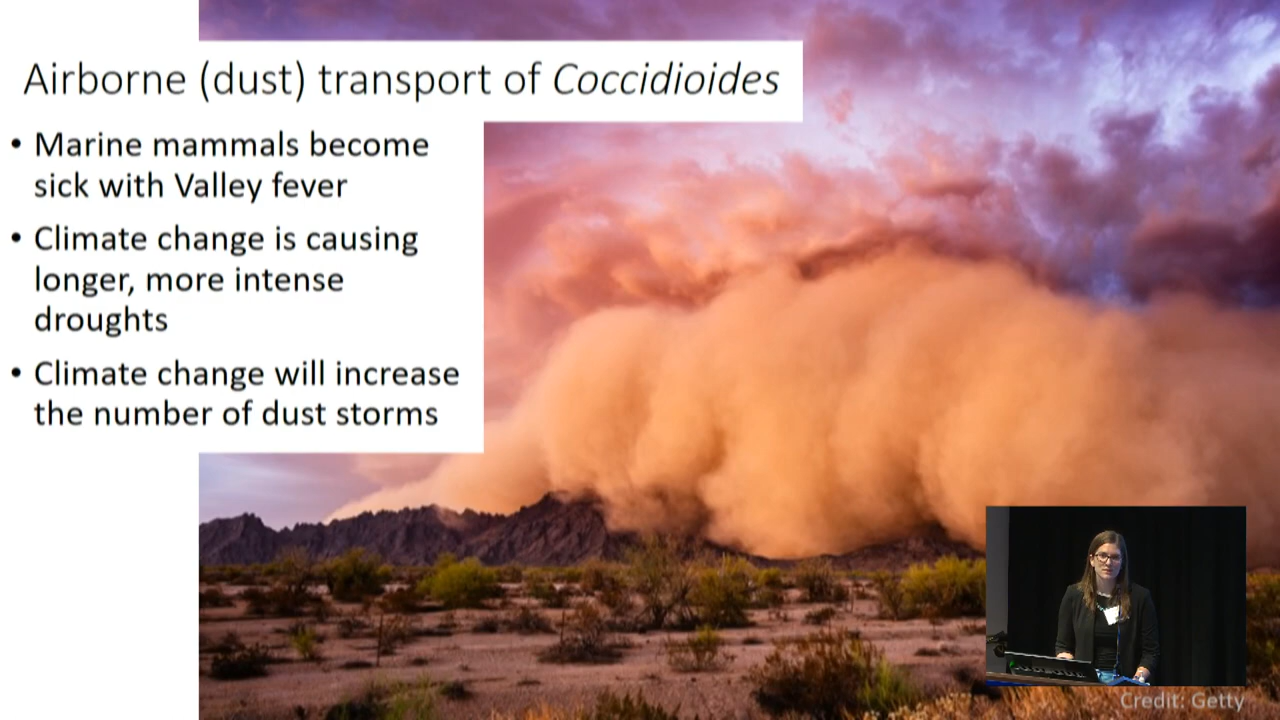 Airborne (dust) transport of Coccidioides
• Marine mammals become
sick with Valley fever
• Climate change is causing
longer, more intense
droughts
• Climate change will increase
the number of dust storms
Credit: Getty